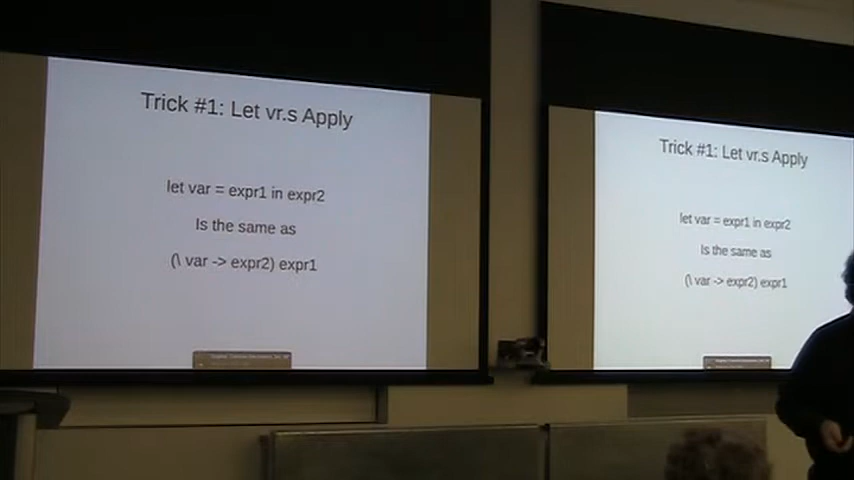 Trick #1: Let vr.s Apply
let var = expr1 in expr2
Is the same as
(\ var -> expr2) expr1
Trick #1: Let vr.s Apply
let var = expr1 in expr2
Is the same as
(\ var -> expr2) expr1